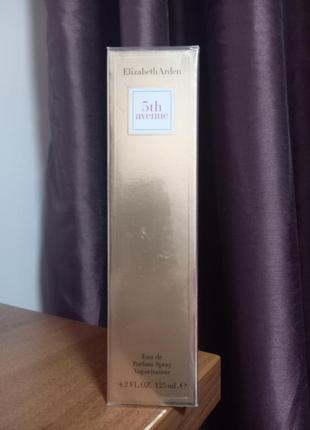 Elizabeth Arden
5th
avenue
Eau de
Parfum Spray
Vaporisateur
4.2 FL.OZ. 125 mL ℮